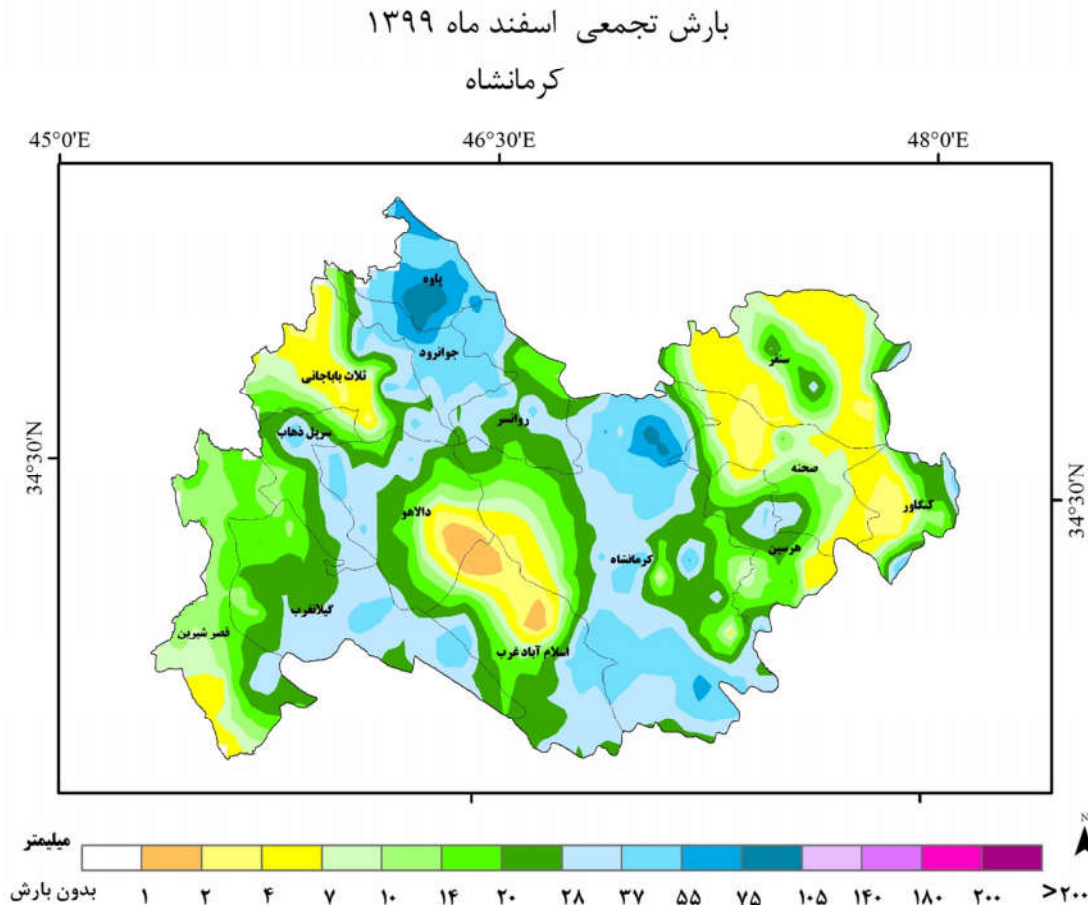 بارش تجمعی اسفند ماه ۱۳۹۹
کرمانشاه
45°0'E 46°30'E 48°0'E
پاوه
جوانرود
سنقر
ثلاث باباجانی
روانسر
سرپل ذهاب
صحنه
34°30'N
34°30'N
کنگاور
دالاهو
هرسین
کرمانشاه
گیلانغرب
قصر شیرین
اسلام آباد غرب
N
میلیمتر
بدون بارش ۱ ۲ ۴ ۷ ۱۰ ۱۴ ۲۰ ۲۸ ۳۷ ۵۵ ۷۵ ۱۰۵ ۱۴۰ ۱۸۰ ۲۰۰ >۲۰۰